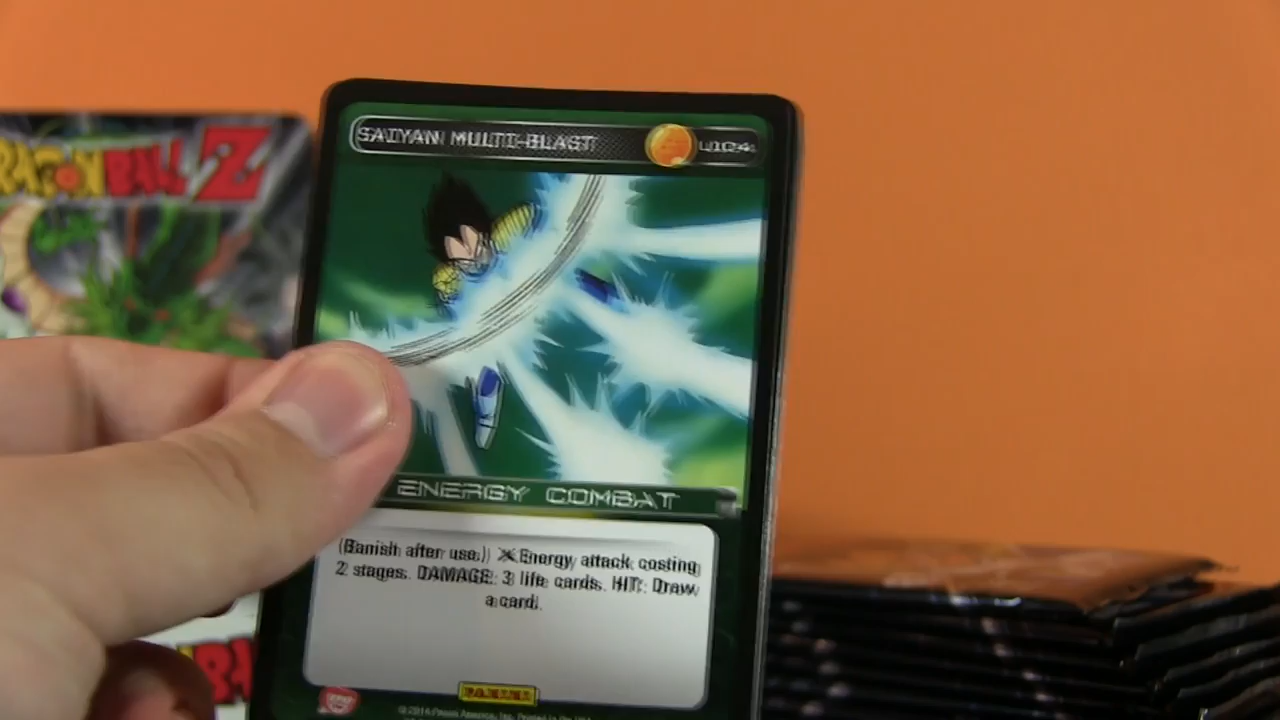 DRAGON BALL Z
SAIYAN MULTI-BLAST
U104
ENERGY COMBAT
(Banish after use.) Energy attack costing
2 stages. DAMAGE: 3 life cards. HIT: Draw
a card.
PANINI